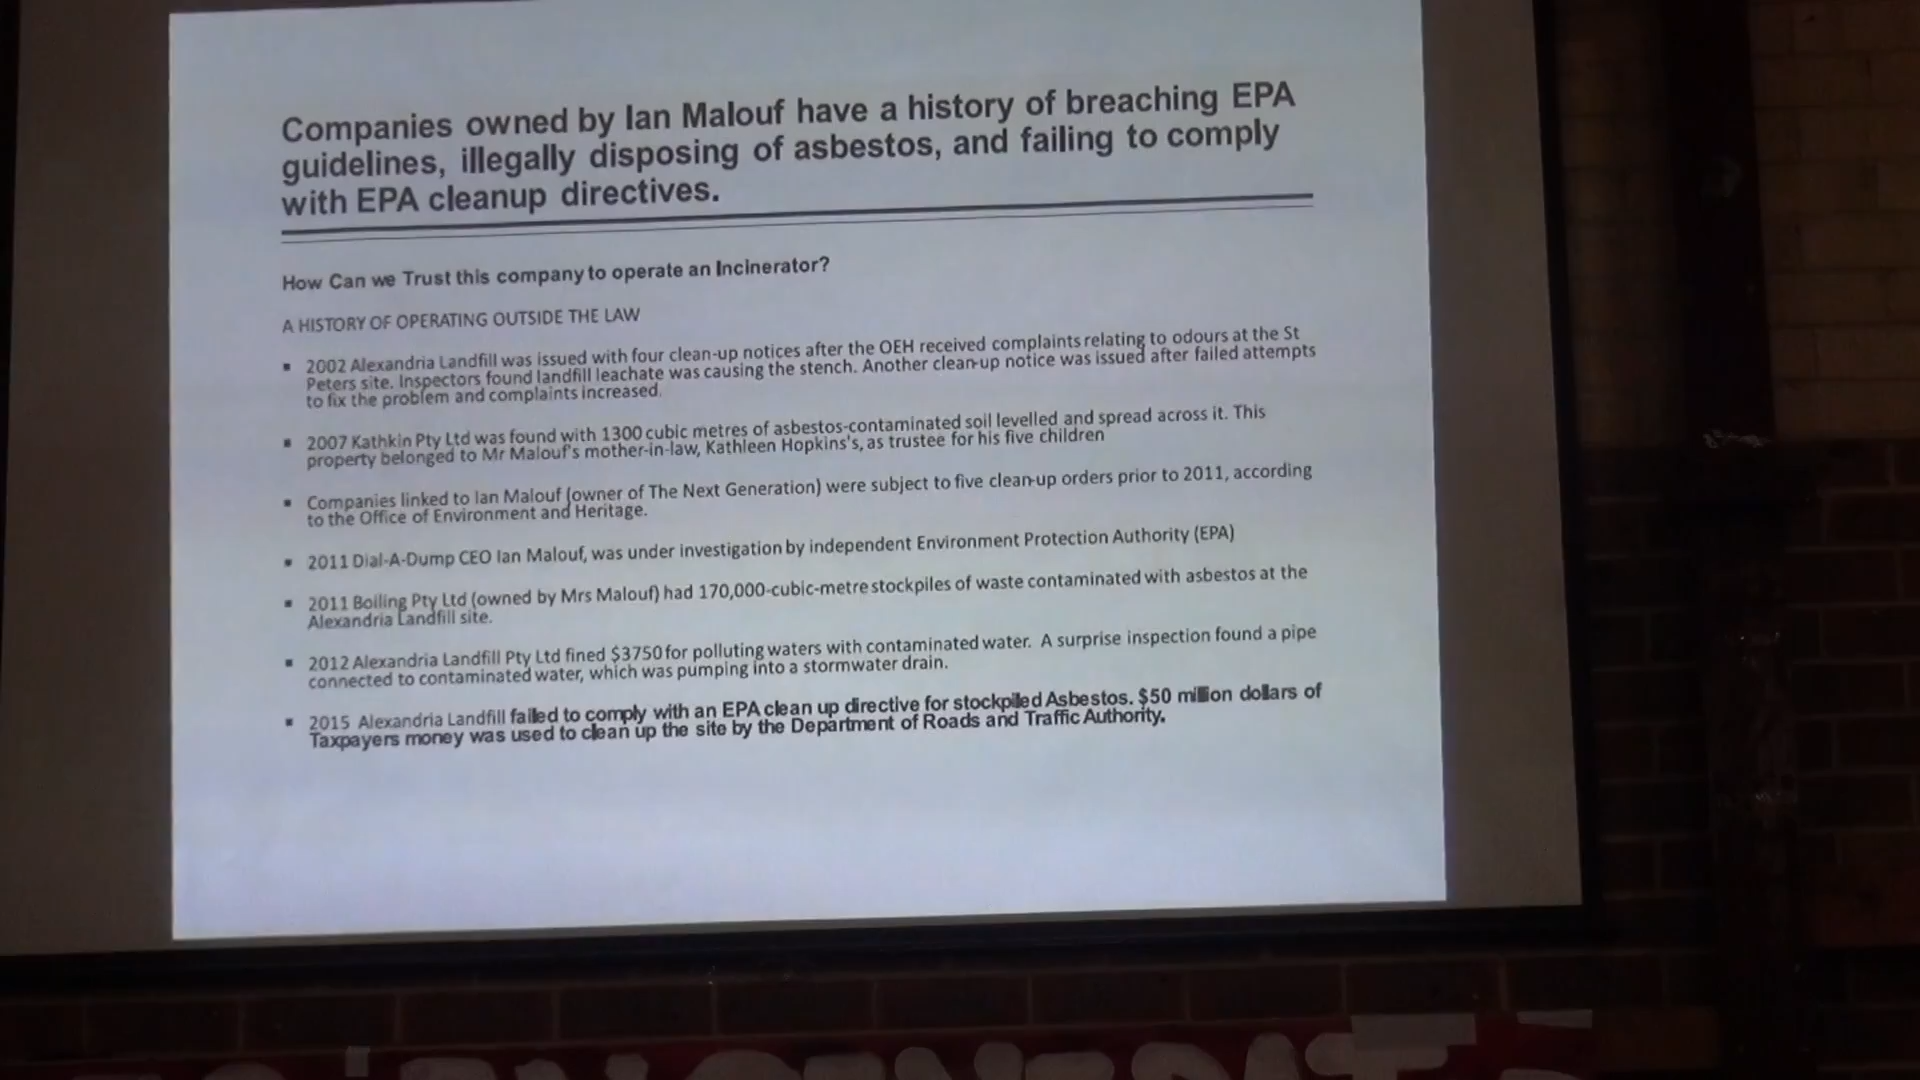 Companies owned by Ian Malouf have a history of breaching EPA
guidelines, illegally disposing of asbestos, and failing to comply
with EPA cleanup directives.
How Can we Trust this company to operate an Incinerator?
A HISTORY OF OPERATING OUTSIDE THE LAW
▪ 2002 Alexandria Landfill was issued with four clean-up notices after the OEH received complaints relating to odours at the St
Peters site. Inspectors found landfill leachate was causing the stench. Another clean-up notice was issued after failed attempts
to fix the problem and complaints increased.
▪ 2007 Kathkin Pty Ltd was found with 1300 cubic metres of asbestos-contaminated soil levelled and spread across it. This
property belonged to Mr Malouf's mother-in-law, Kathleen Hopkins's, as trustee for his five children
▪ Companies linked to Ian Malouf (owner of The Next Generation) were subject to five clean-up orders prior to 2011, according
to the Office of Environment and Heritage.
▪ 2011 Dial-A-Dump CEO Ian Malouf, was under investigation by independent Environment Protection Authority (EPA)
▪ 2011 Boiling Pty Ltd (owned by Mrs Malouf) had 170,000-cubic-metre stockpiles of waste contaminated with asbestos at the
Alexandria Landfill site.
▪ 2012 Alexandria Landfill Pty Ltd fined $3750 for polluting waters with contaminated water. A surprise inspection found a pipe
connected to contaminated water, which was pumping into a stormwater drain.
▪ 2015 Alexandria Landfill failed to comply with an EPA clean up directive for stockpiled Asbestos. $50 million dollars of
Taxpayers money was used to clean up the site by the Department of Roads and Traffic Authority.